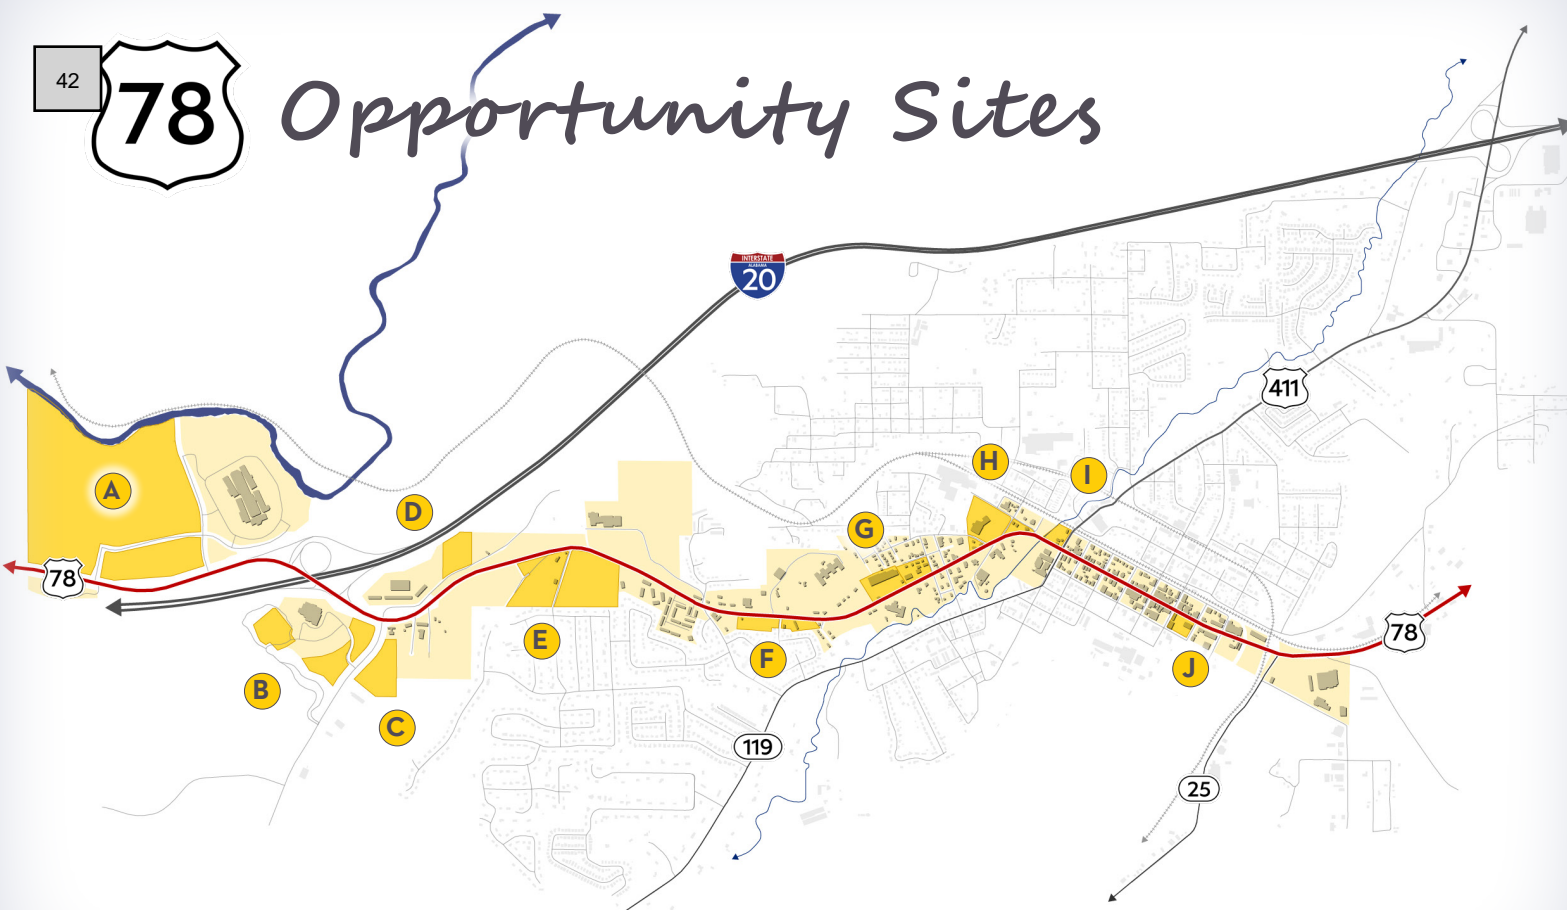 42
78
Opportunity Sites
INTERSTATE
ALABAMA
20
411
H
I
A
D
G
78
E
78
F
J
B
C
119
25